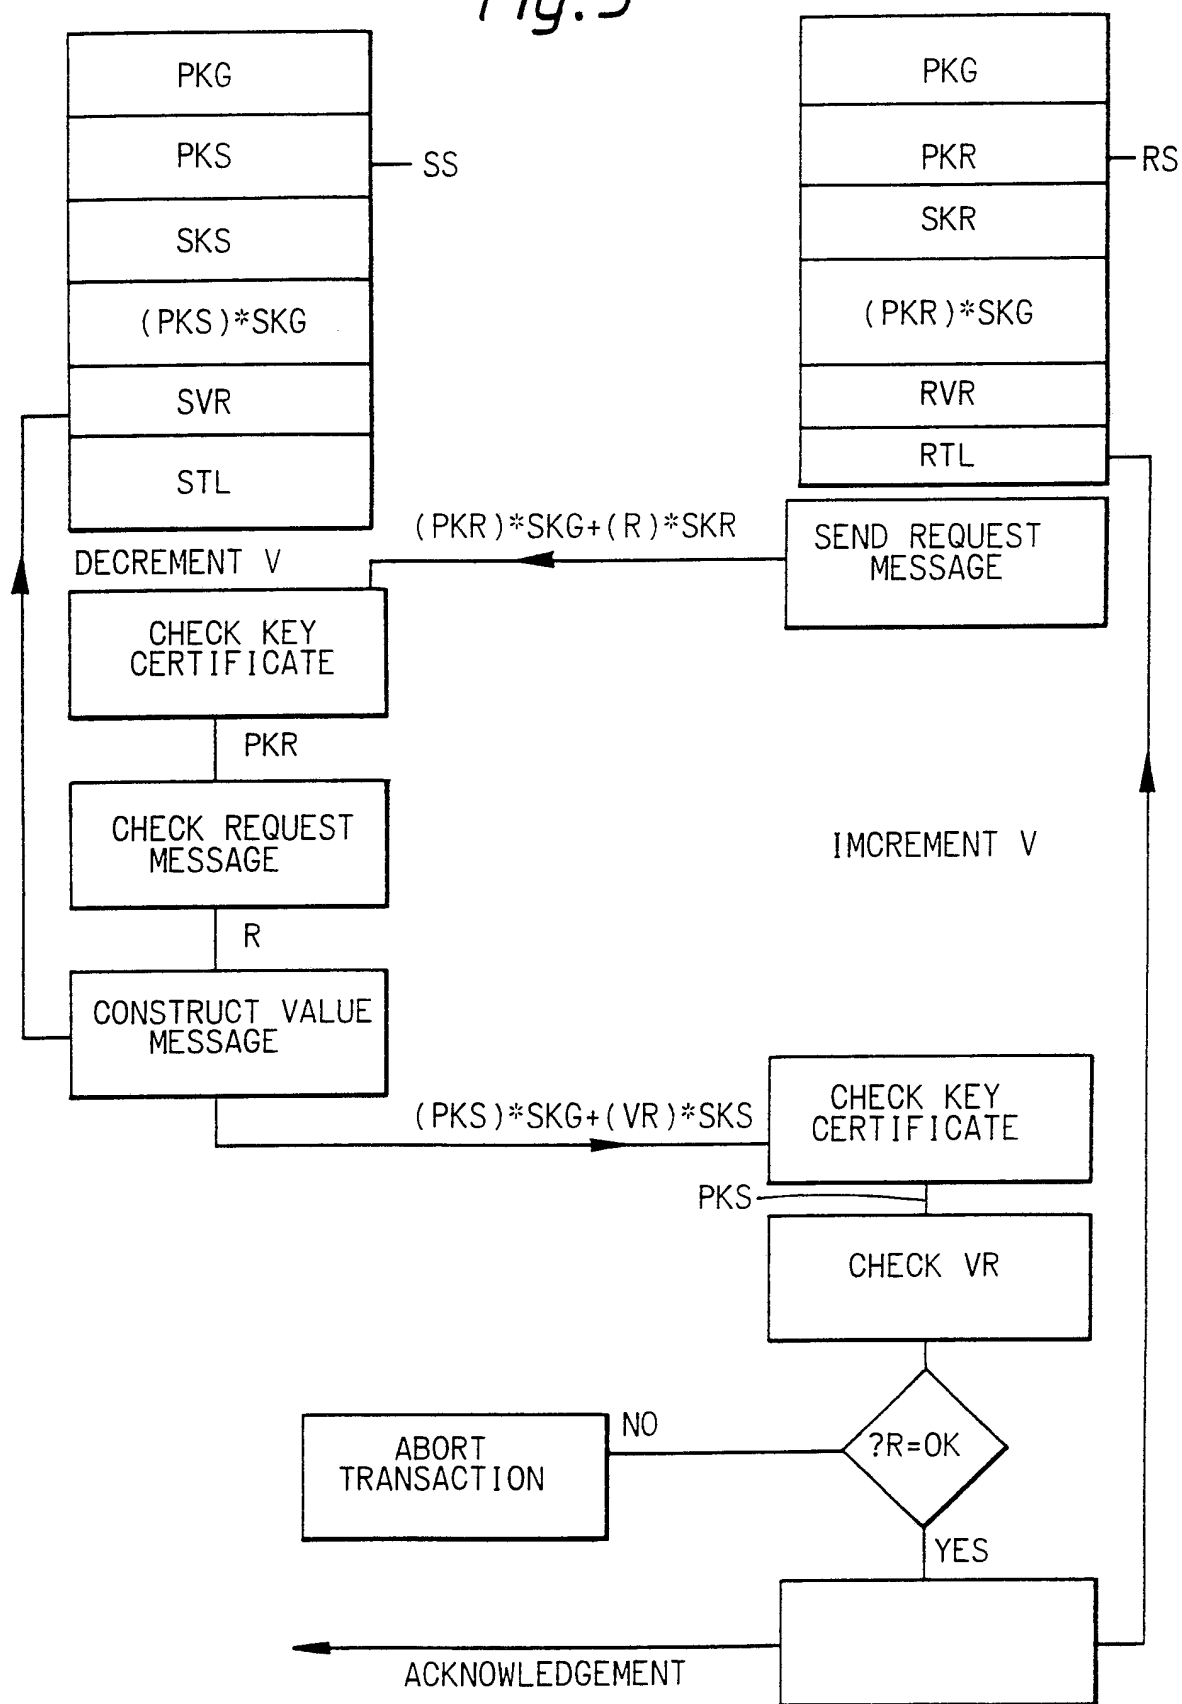 PKG
PKS
SS
SKS
(PKS)*SKG
SVR
STL
PKG
PKR
RS
SKR
(PKR)*SKG
RVR
RTL
(PKR)*SKG+(R)*SKR
SEND REQUEST
MESSAGE
DECREMENT V
CHECK KEY
CERTIFICATE
PKR
CHECK REQUEST
MESSAGE
R
IMCREMENT V
CONSTRUCT VALUE
MESSAGE
(PKS)*SKG+(VR)*SKS
CHECK KEY
CERTIFICATE
PKS
CHECK VR
?R=OK
NO
ABORT
TRANSACTION
YES
ACKNOWLEDGEMENT